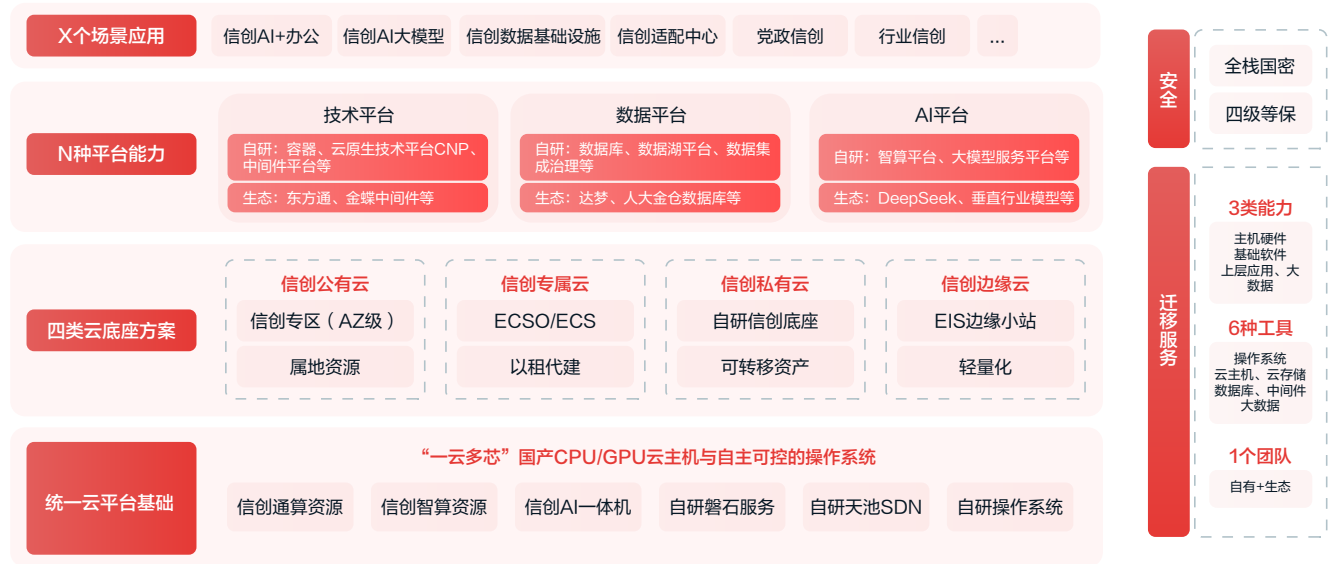 X个场景应用
信创AI+办公
信创AI大模型
信创数据基础设施
信创适配中心
党政信创
行业信创
...
N种平台能力
技术平台
自研：容器、云原生技术平台CNP、
中间件平台等
生态：东方通、金蝶中间件等
数据平台
自研：数据库、数据湖平台、数据集
成治理等
生态：达梦、人大金仓数据库等
AI平台
自研：智算平台、大模型服务平台等
生态：DeepSeek、垂直行业模型等
四类云底座方案
信创公有云
信创专区（AZ级）
属地资源
信创专属云
ECSO/ECS
以租代建
信创私有云
自研信创底座
可转移资产
信创边缘云
EIS边缘小站
轻量化
统一云平台基础
“一云多芯”国产CPU/GPU云主机与自主可控的操作系统
信创通算资源
信创智算资源
信创AI一体机
自研磐石服务
自研天池SDN
自研操作系统
安全
全栈国密
四级等保
迁移服务
3类能力
主机硬件
基础软件
上层应用、大
数据
6种工具
操作系统
云主机、云存储
数据库、中间件
大数据
1个团队
自有+生态